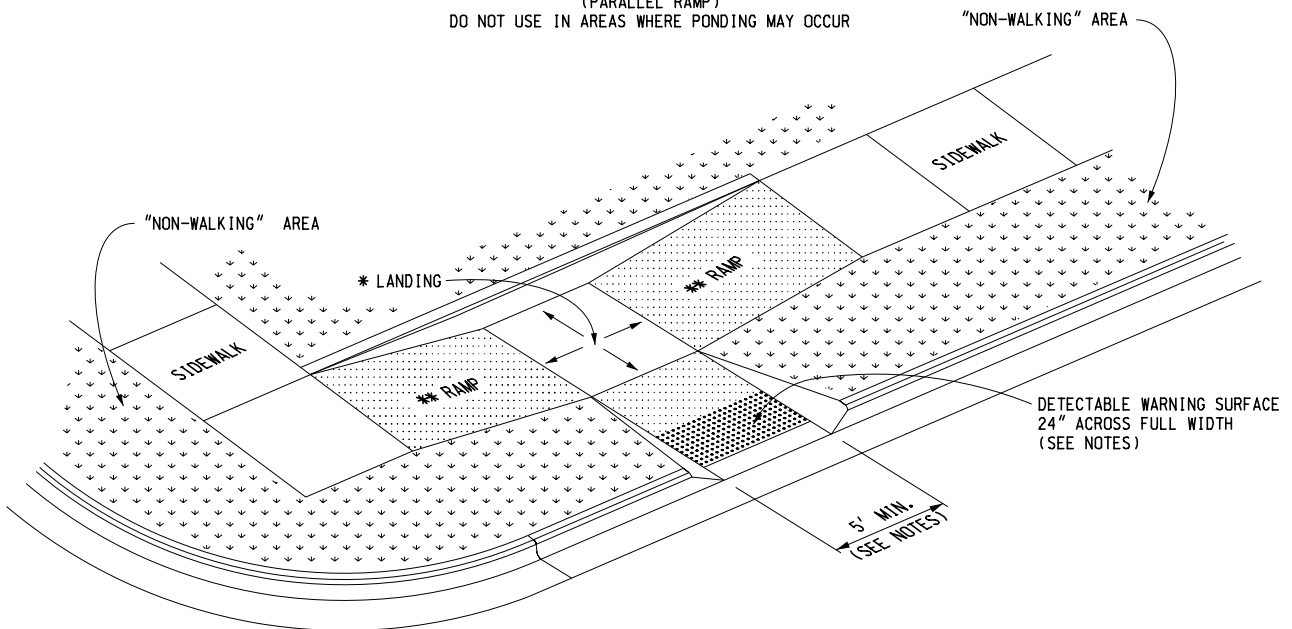 (PARALLEL RAMP)
DO NOT USE IN AREAS WHERE PONDING MAY OCCUR
"NON-WALKING" AREA
SIDEWALK
"NON-WALKING" AREA
** RAMP
* LANDING
SIDEWALK
** RAMP
DETECTABLE WARNING SURFACE
24" ACROSS FULL WIDTH
(SEE NOTES)
5' MIN.
(SEE NOTES)